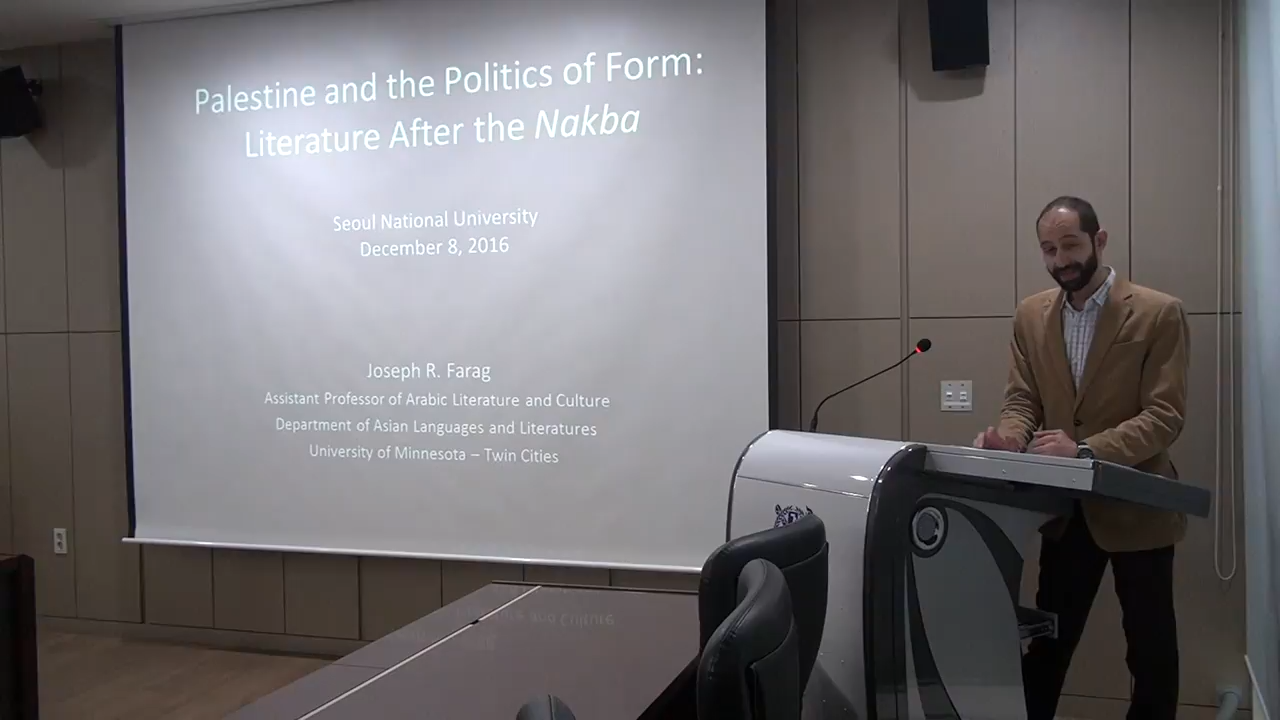 Palestine and the Politics of Form:
Literature After the Nakba
Seoul National University
December 8, 2016
Joseph R. Farag
Assistant Professor of Arabic Literature and Culture
Department of Asian Languages and Literatures
University of Minnesota – Twin Cities